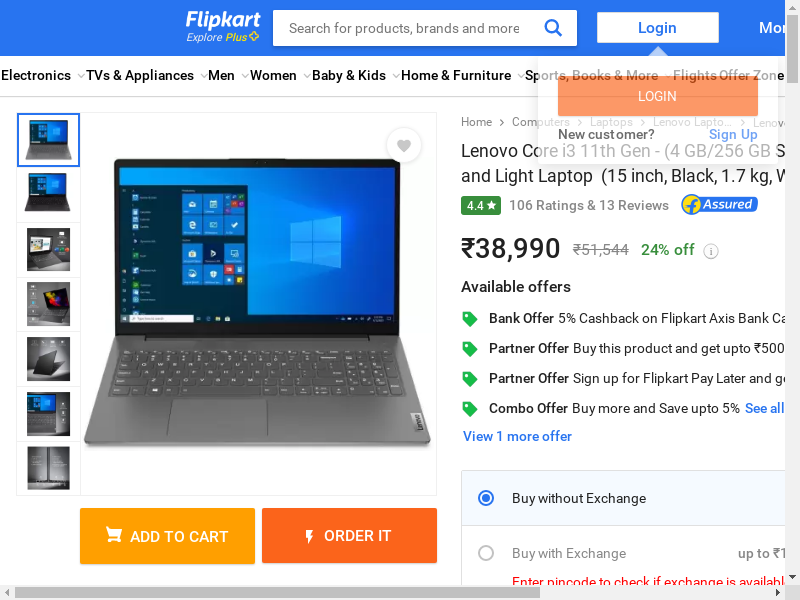 Flipkart
Explore Plus
Search for products, brands and more
Login
Electronics
TVs & Appliances
Men
Women
Baby & Kids
Home & Furniture
Sports, Books & More
Flights
Offer Zone
LOGIN
New customer?
Sign Up
Home
Computers
Laptops
Lenovo Lapto...
Lenovo Core i3 11th Gen - (4 GB/256 GB
and Light Laptop (15 inch, Black, 1.7 kg,
4.4
106 Ratings & 13 Reviews
Assured
₹38,990
₹51,544
24% off
Available offers
Bank Offer 5% Cashback on Flipkart Axis Bank
Partner Offer Buy this product and get upto ₹500
Partner Offer Sign up for Flipkart Pay Later and
Combo Offer Buy more and Save upto 5% See all
View 1 more offer
ADD TO CART
ORDER IT
Buy without Exchange
Buy with Exchange
up to
Enter pincode to check if exchange is